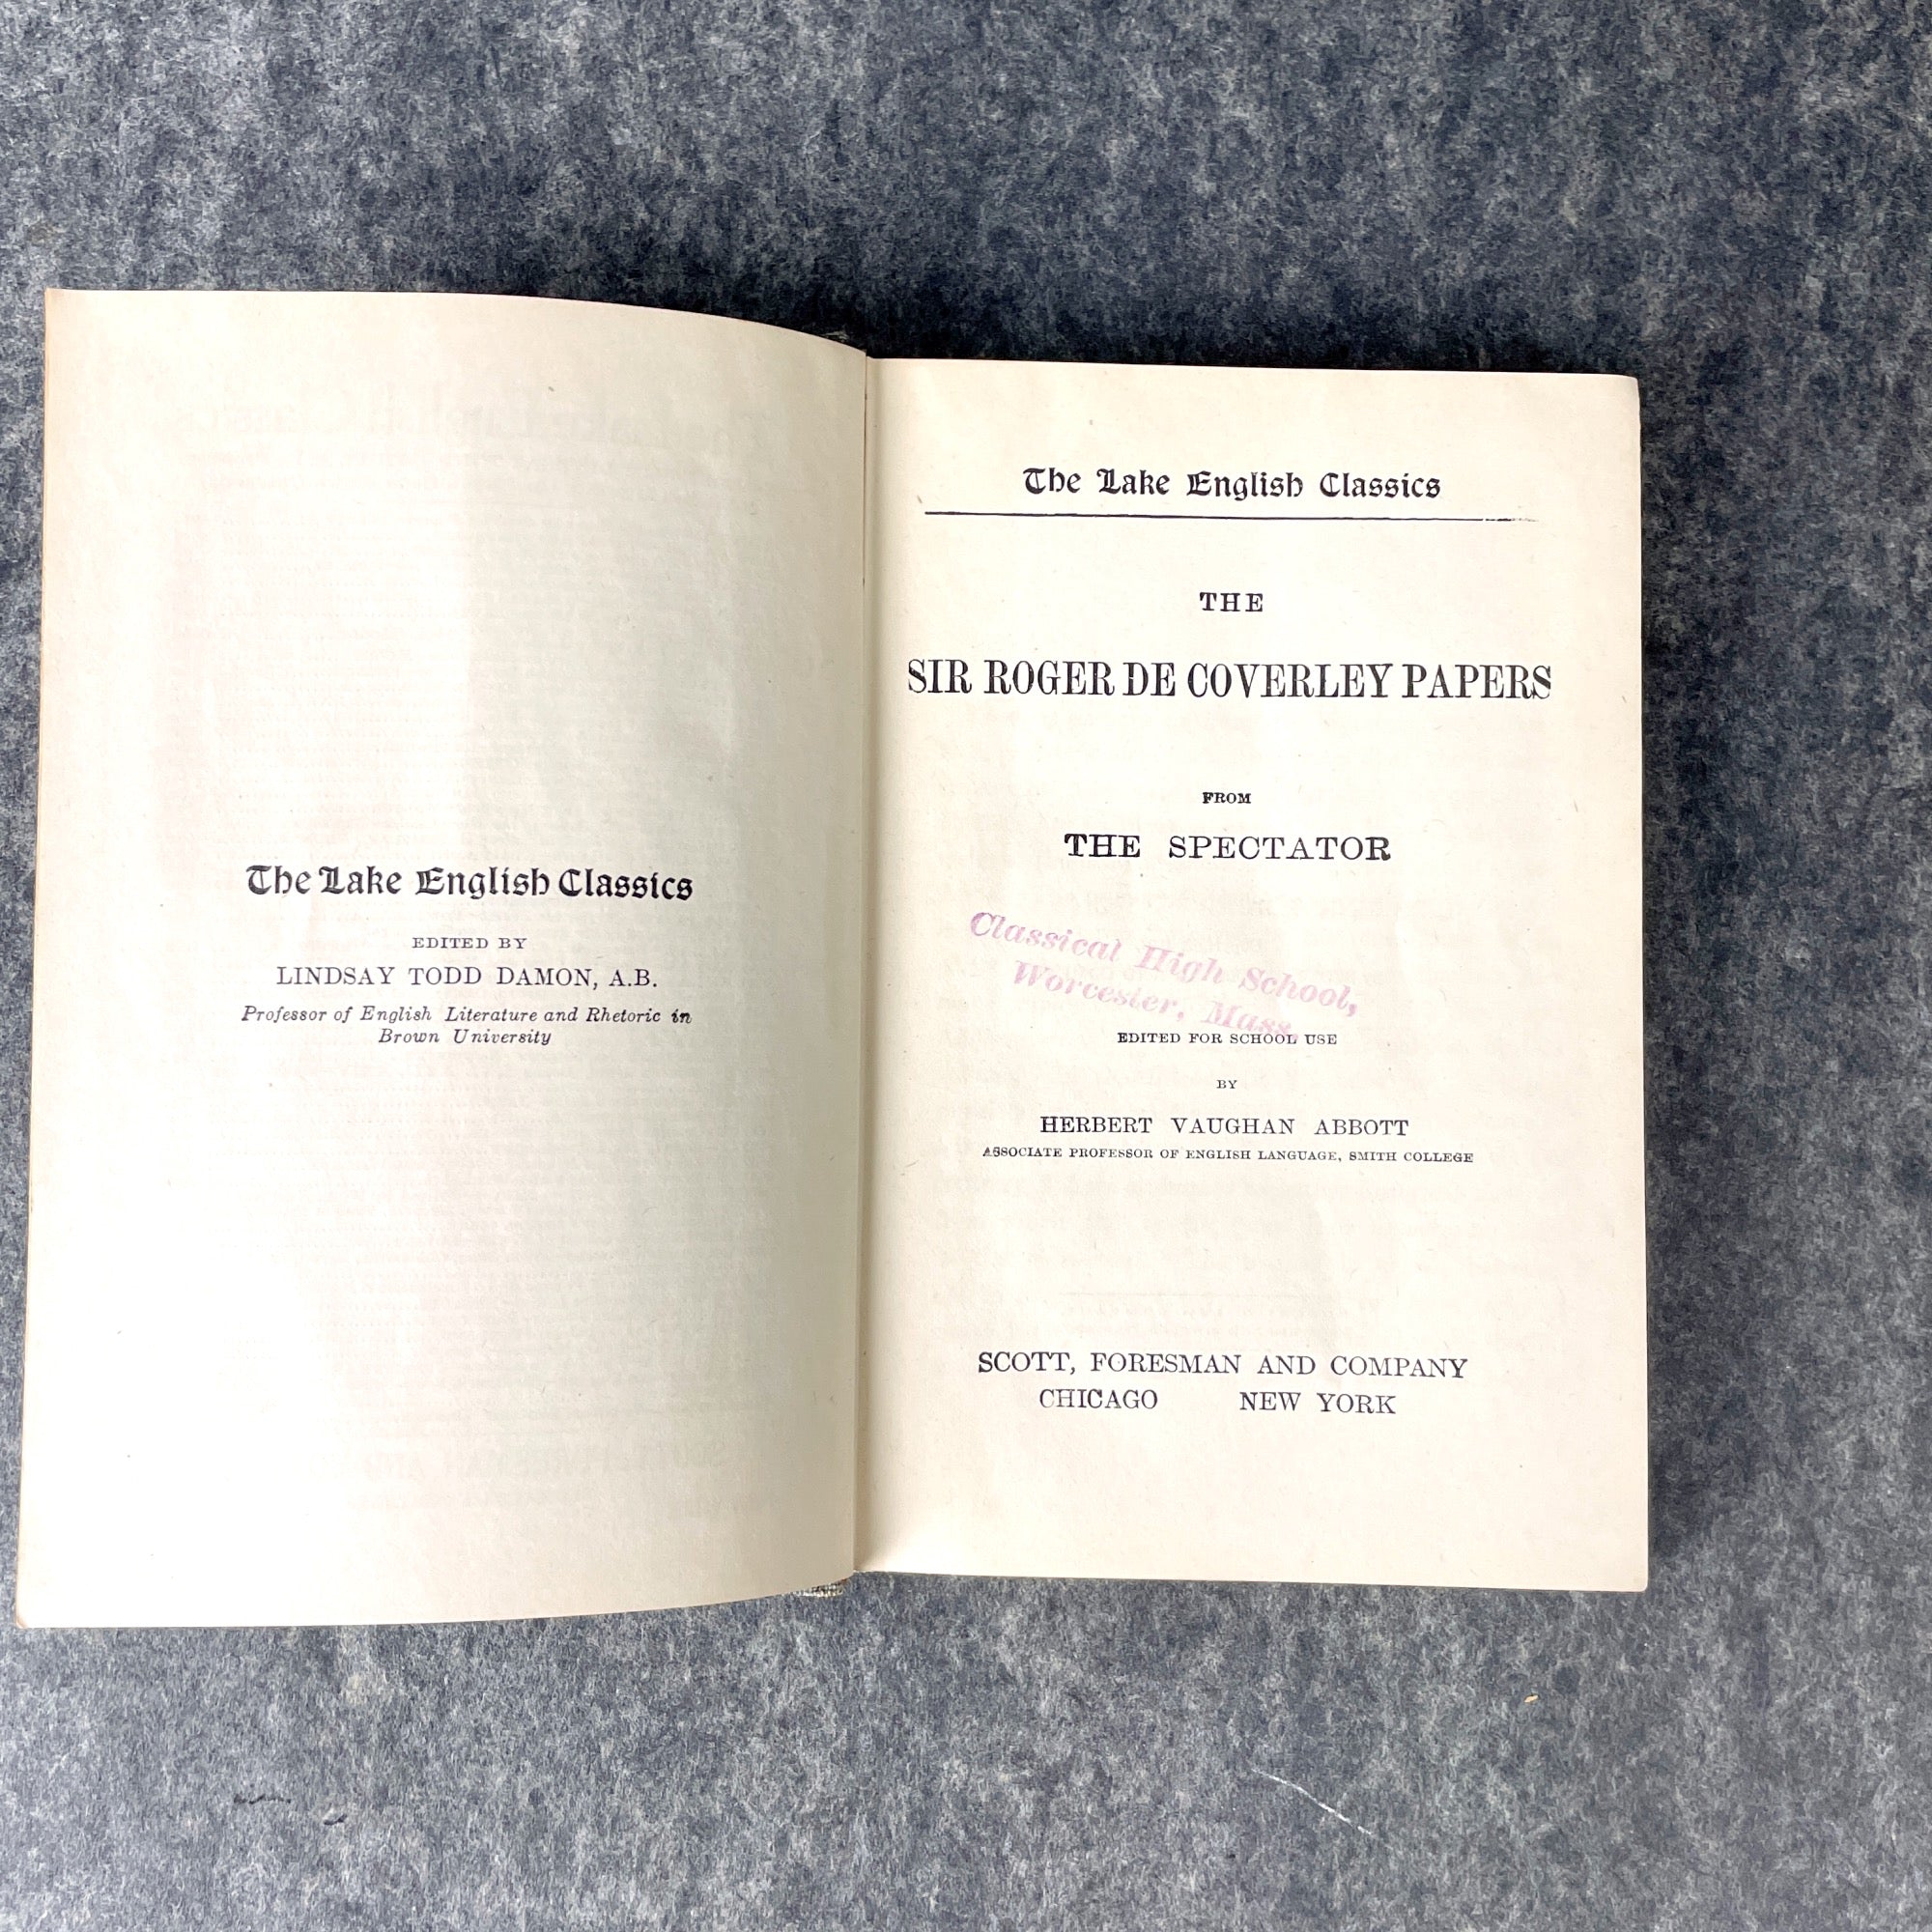 The Lake English Classics
EDITED BY
LINDSAY TODD DAMON, A.B.
Professor of English Literature and Rhetoric in
Brown University
The Lake English Classics
THE
SIR ROGER DE COVERLEY PAPERS
FROM
THE SPECTATOR
Classical High School,
Worcester, Mass.
EDITED FOR SCHOOL USE
BY
HERBERT VAUGHAN ABBOTT
ASSOCIATE PROFESSOR OF ENGLISH LANGUAGE, SMITH COLLEGE
SCOTT, FORESMAN AND COMPANY
CHICAGO NEW YORK